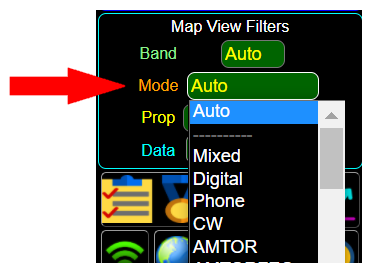 Map View Filters
Band Auto
Mode Auto
Auto
----------
Prop
Mixed
Data
Digital
Phone
CW
AMTOR